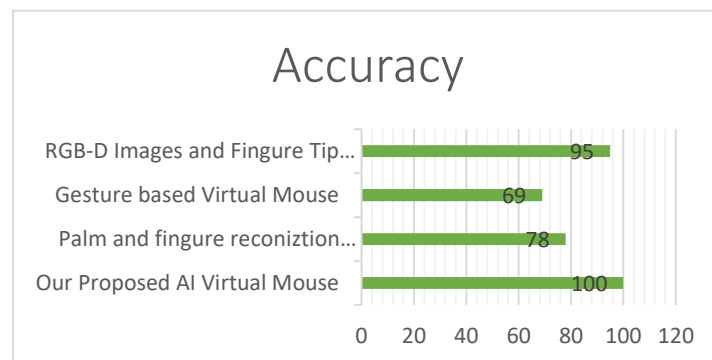 Accuracy
RGB-D Images and Fingure Tip...
95
Gesture based Virtual Mouse
69
Palm and fingure reconiztion...
78
Our Proposed AI Virtual Mouse
100
0 20 40 60 80 100 120